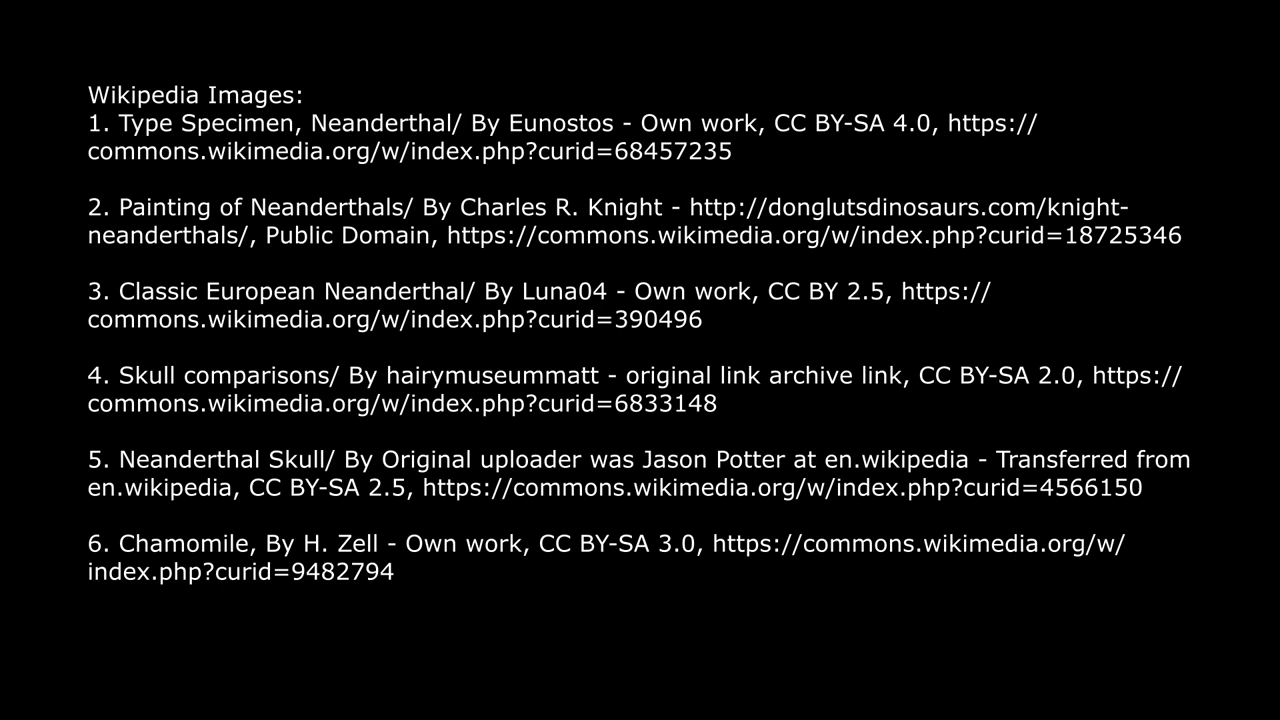 Wikipedia Images:
1. Type Specimen, Neanderthal/ By Eunostos - Own work, CC BY-SA 4.0, https://
commons.wikimedia.org/w/index.php?curid=68457235
2. Painting of Neanderthals/ By Charles R. Knight - http://donglutsdinosaurs.com/knight-
neanderthals/, Public Domain, https://commons.wikimedia.org/w/index.php?curid=18725346
3. Classic European Neanderthal/ By Luna04 - Own work, CC BY 2.5, https://
commons.wikimedia.org/w/index.php?curid=390496
4. Skull comparisons/ By hairymuseummatt - original link archive link, CC BY-SA 2.0, https://
commons.wikimedia.org/w/index.php?curid=6833148
5. Neanderthal Skull/ By Original uploader was Jason Potter at en.wikipedia - Transferred from
en.wikipedia, CC BY-SA 2.5, https://commons.wikimedia.org/w/index.php?curid=4566150
6. Chamomile, By H. Zell - Own work, CC BY-SA 3.0, https://commons.wikimedia.org/w/
index.php?curid=9482794